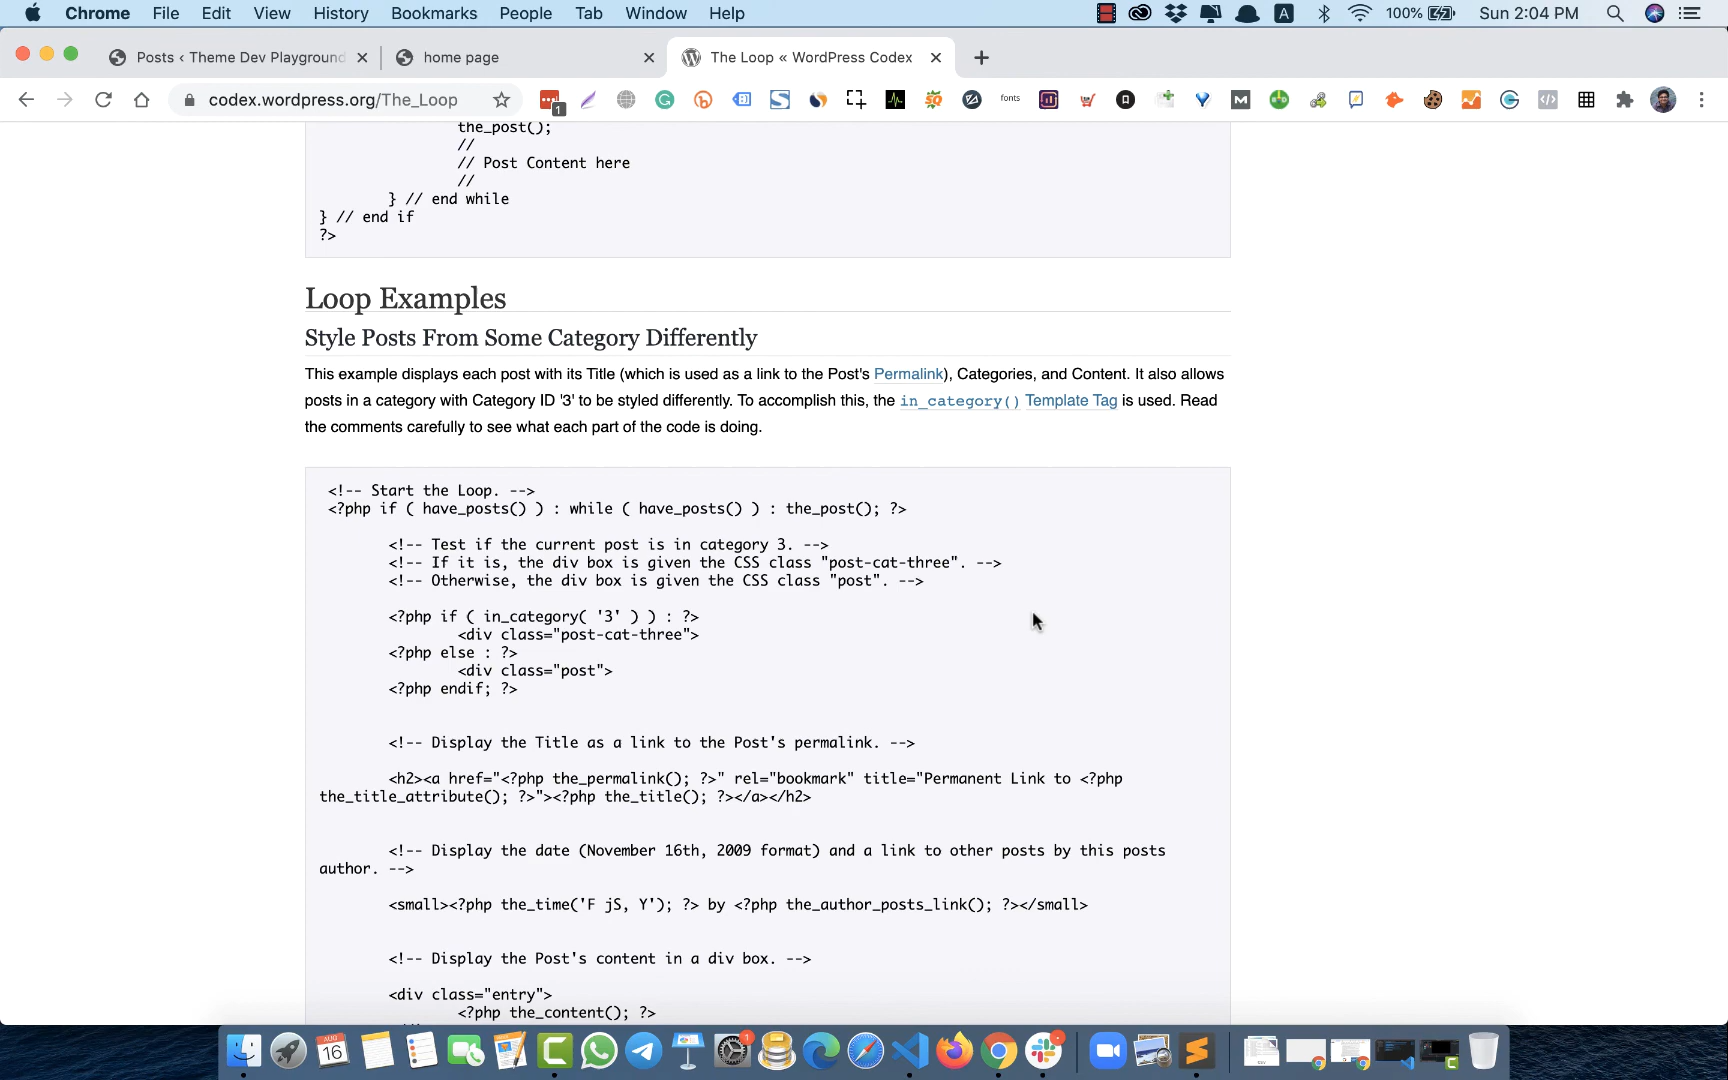 Chrome File Edit View History Bookmarks People Tab Window Help 100% Sun 2:04 PM
Posts ‹ Theme Dev Playground
home page
The Loop « WordPress Codex
codex.wordpress.org/The_Loop
1
fonts
the_post();
//
// Post Content here
//
} // end while
} // end if
?>
Loop Examples
Style Posts From Some Category Differently
This example displays each post with its Title (which is used as a link to the Post's Permalink), Categories, and Content. It also allows
posts in a category with Category ID '3' to be styled differently. To accomplish this, the in_category() Template Tag is used. Read
the comments carefully to see what each part of the code is doing.
<!-- Start the Loop. -->
<?php if ( have_posts() ) : while ( have_posts() ) : the_post(); ?>
<!-- Test if the current post is in category 3. -->
<!-- If it is, the div box is given the CSS class "post-cat-three". -->
<!-- Otherwise, the div box is given the CSS class "post". -->
<?php if ( in_category( '3' ) ) : ?>
<div class="post-cat-three">
<?php else : ?>
<div class="post">
<?php endif; ?>
<!-- Display the Title as a link to the Post's permalink. -->
<h2><a href="<?php the_permalink(); ?>" rel="bookmark" title="Permanent Link to <?php
the_title_attribute(); ?>"><?php the_title(); ?></a></h2>
<!-- Display the date (November 16th, 2009 format) and a link to other posts by this posts
author. -->
<small><?php the_time('F jS, Y'); ?> by <?php the_author_posts_link(); ?></small>
<!-- Display the Post's content in a div box. -->
<div class="entry">
<?php the_content(); ?>
AUG
16
1